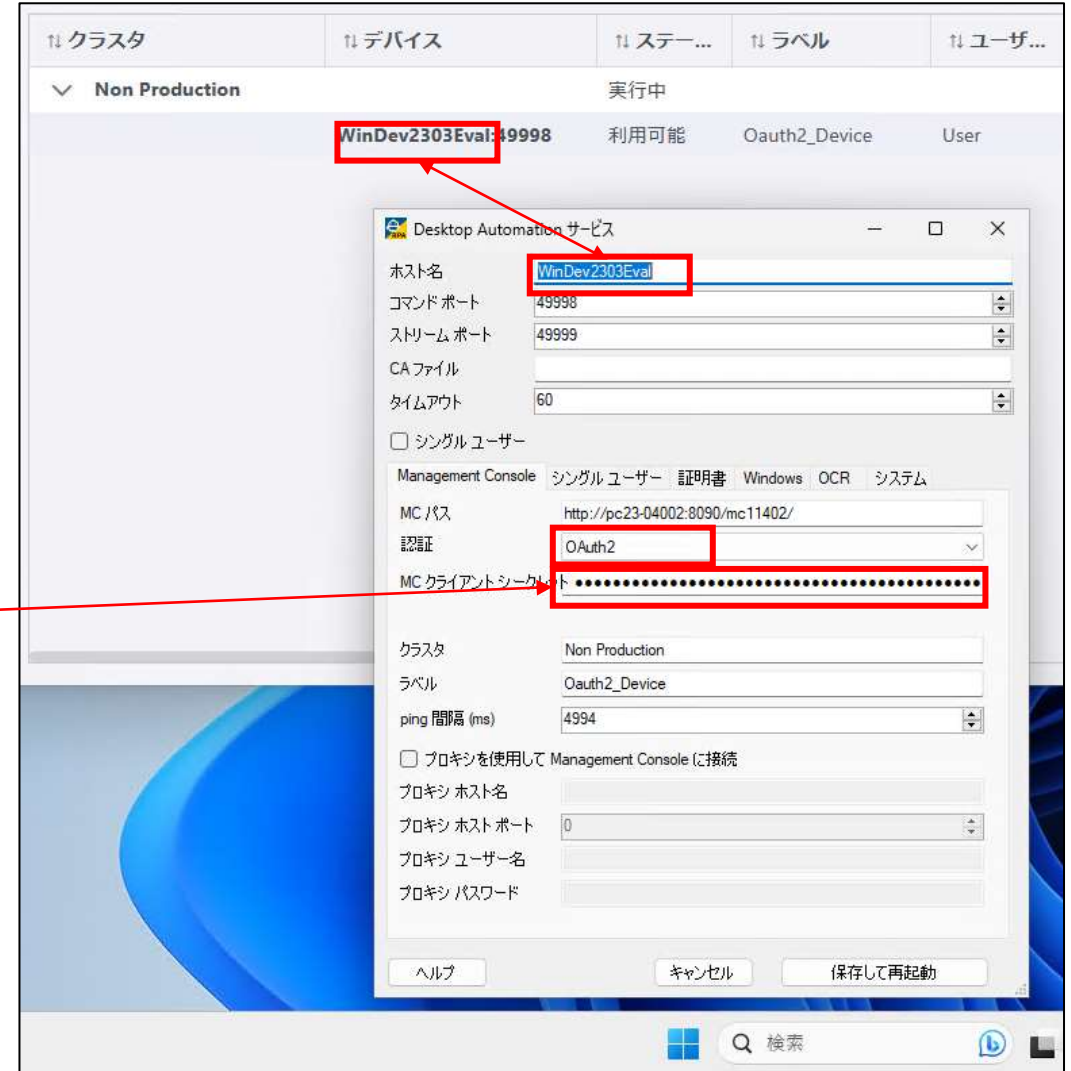 クラスタ デバイス ステー... ラベル ユーザ...
Non Production 実行中
WinDev2303Eval:49998 利用可能 Oauth2_Device User
Desktop Automation サービス
ホスト名 WinDev2303Eval
コマンド ポート 49998
ストリーム ポート 49999
CA ファイル
タイムアウト 60
シングル ユーザー
Management Console シングル ユーザー 証明書 Windows OCR システム
MC パス http://pc23-04002:8090/mc11402/
認証 OAuth2
MC クライアント シークレット ●●●●●●●●●●●●●●●●●●●●●●●●●●●●●●●●●●●●●●●●●●●
クラスタ Non Production
ラベル Oauth2_Device
ping 間隔 (ms) 4994
プロキシを使用して Management Console に接続
プロキシ ホスト名
プロキシ ホスト ポート 0
プロキシ ユーザー名
プロキシ パスワード
ヘルプ キャンセル 保存して再起動
検索